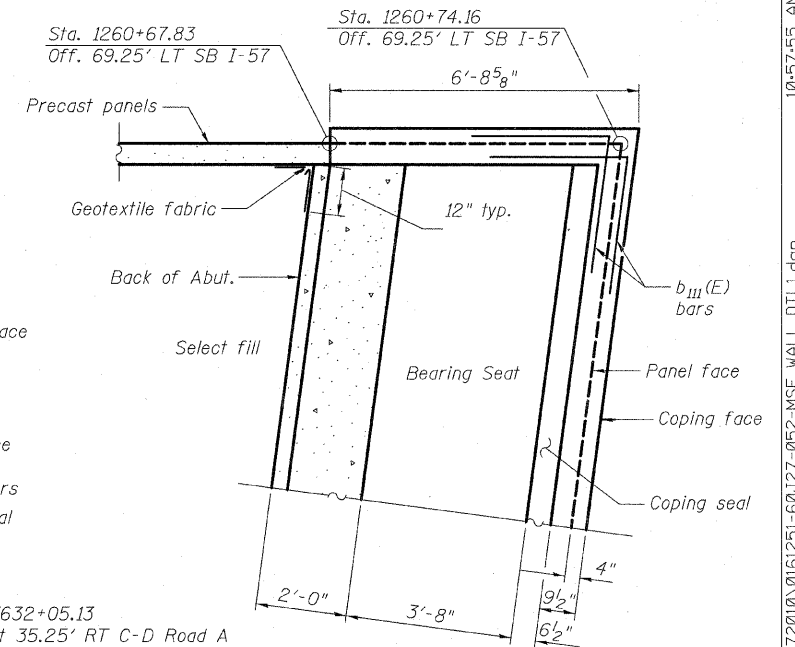 Sta. 1260+74.16
Off. 69.25' LT SB I-57
Sta. 1260+67.83
Off. 69.25' LT SB I-57
6'-8 5/8"
Precast panels
Geotextile fabric
12" typ.
Back of Abut.
b111(E)
bars
Select fill
Bearing Seat
Panel face
Coping face
Coping seal
4"
9 1/2"
6 1/2"
2'-0"
3'-8"
632+05.13
35.25' RT C-D Road A
10:57:55